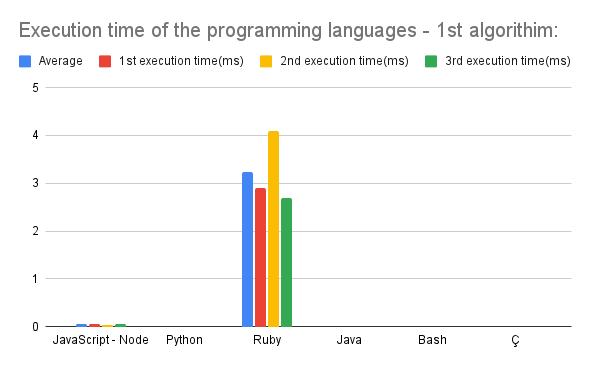 Execution time of the programming languages - 1st algorithim:
Average 1st execution time(ms) 2nd execution time(ms) 3rd execution time(ms)
5
4
3
2
1
0
JavaScript - Node Python Ruby Java Bash Ç